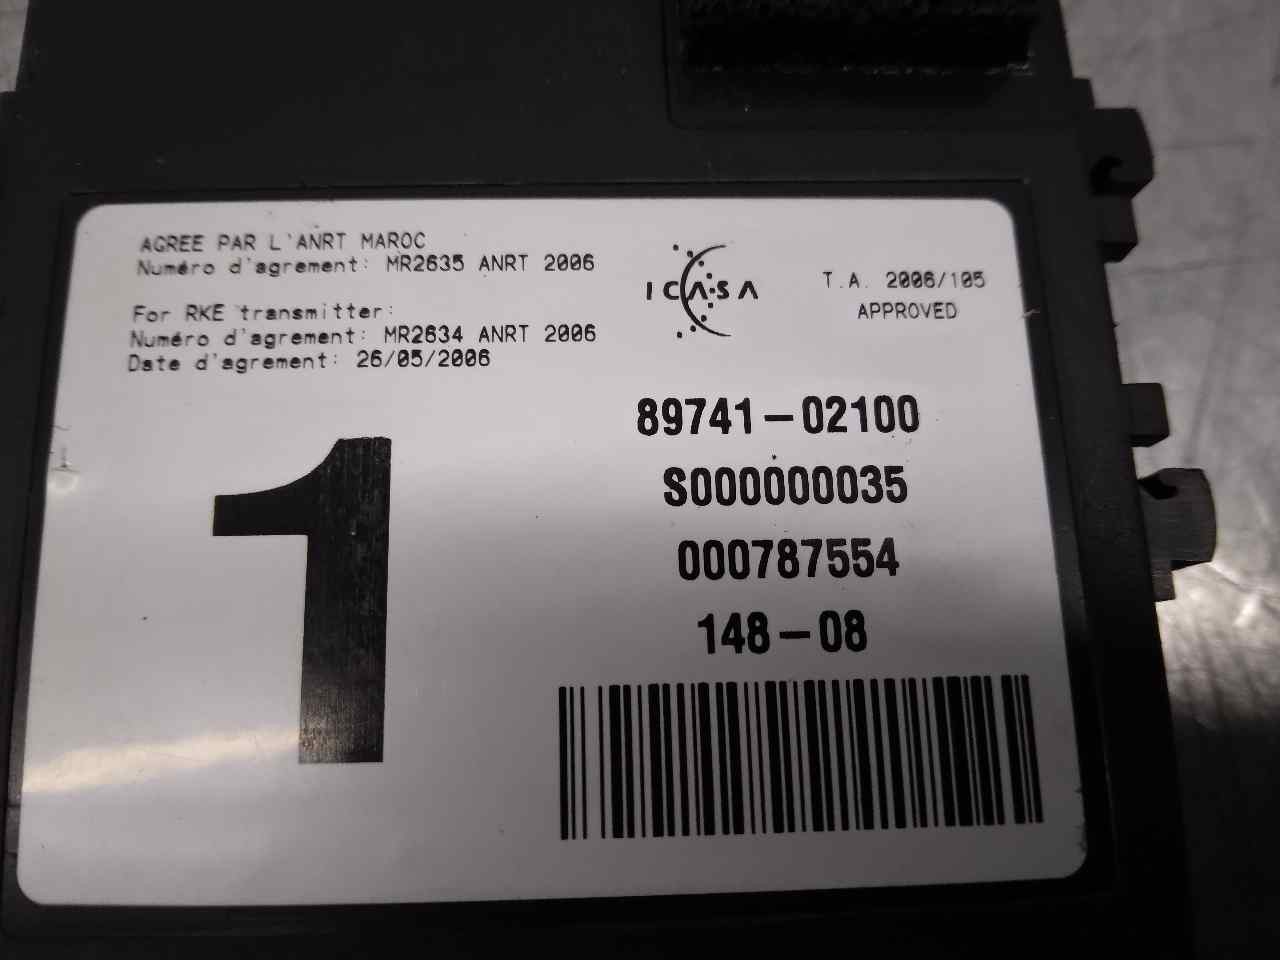 AGREE PAR L'ANRT MAROC
Numéro d'agrement: MR2635 ANRT 2006
For RKE transmitter:
Numéro d'agrement: MR2634 ANRT 2006
Date d'agrement: 26/05/2006
ICASA
T.A. 2006/105
APPROVED
1
89741-02100
S000000035
000787554
148-08